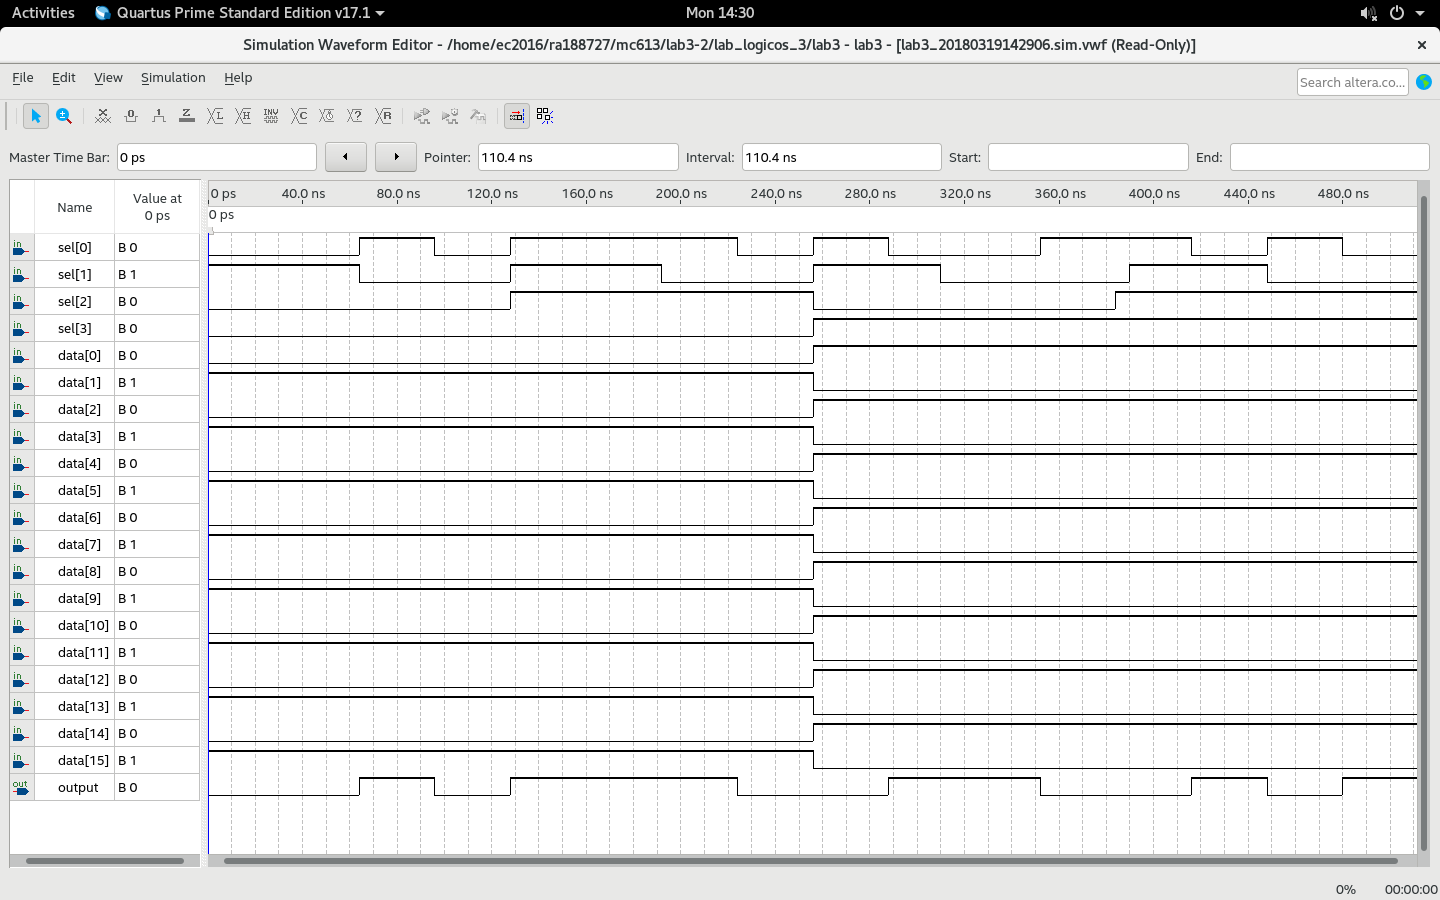 Activities Quartus Prime Standard Edition v17.1 Mon 14:30
Simulation Waveform Editor - /home/ec2016/ra188727/mc613/lab3-2/lab_logicos_3/lab3 - lab3 - [lab3_20180319142906.sim.vwf (Read-Only)]
File Edit View Simulation Help Search altera.co...
Master Time Bar: 0 ps Pointer: 110.4 ns Interval: 110.4 ns Start: End:
Name Value at 0 ps
0 ps 40.0 ns 80.0 ns 120.0 ns 160.0 ns 200.0 ns 240.0 ns 280.0 ns 320.0 ns 360.0 ns 400.0 ns 440.0 ns 480.0 ns
0 ps
in sel[0] B 0
in sel[1] B 1
in sel[2] B 0
in sel[3] B 0
in data[0] B 0
in data[1] B 1
in data[2] B 0
in data[3] B 1
in data[4] B 0
in data[5] B 1
in data[6] B 0
in data[7] B 1
in data[8] B 0
in data[9] B 1
in data[10] B 0
in data[11] B 1
in data[12] B 0
in data[13] B 1
in data[14] B 0
in data[15] B 1
out output B 0
0% 00:00:00